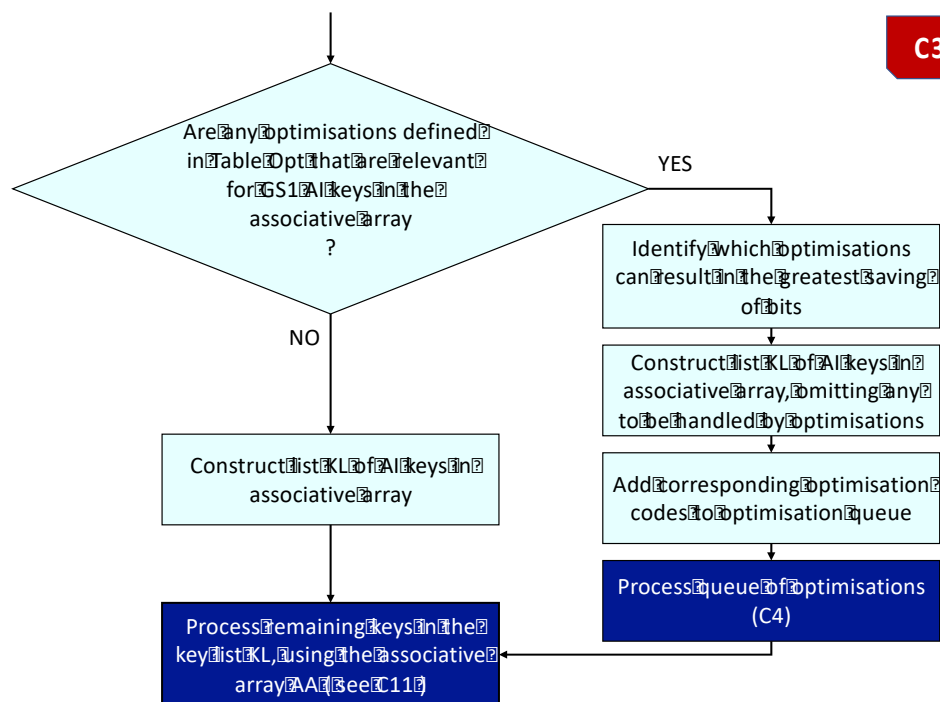 C3
Are any optimisations defined
in Table Opt that are relevant
for GS1 AI keys in the
associative array
?
YES
Identify which optimisations
can result in the greatest saving
of bits
NO
Construct list KL of AI keys in
associative array, omitting any
to be handled by optimisations
Construct list KL of AI keys in
associative array
Add corresponding optimisation
codes to optimisation queue
Process queue of optimisations
(C4)
Process remaining keys in the
key list KL, using the associative
array AA ( see C11 )